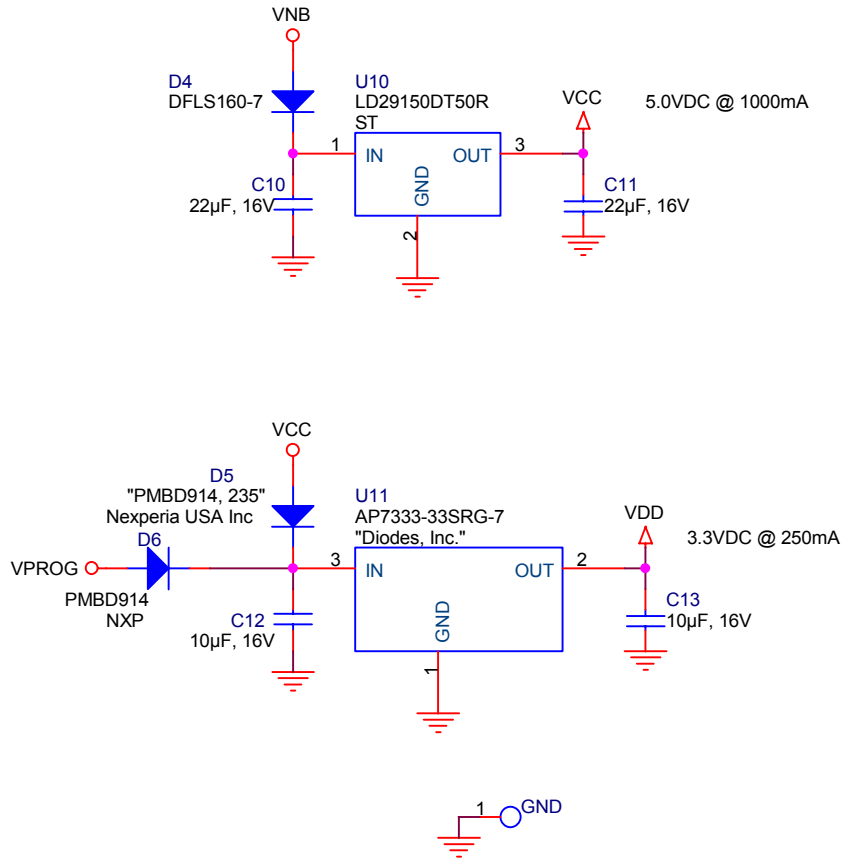 VNB
D4
DFLS160-7
U10
LD29150DT50R
ST
VCC
5.0VDC @ 1000mA
1
IN
OUT
3
GND
2
C10
22µF, 16V
C11
22µF, 16V
VCC
D5
"PMBD914, 235"
Nexperia USA Inc
U11
AP7333-33SRG-7
"Diodes, Inc."
VDD
3.3VDC @ 250mA
D6
VPROG
PMBD914
NXP
3
IN
OUT
2
GND
1
C12
10µF, 16V
C13
10µF, 16V
1
GND